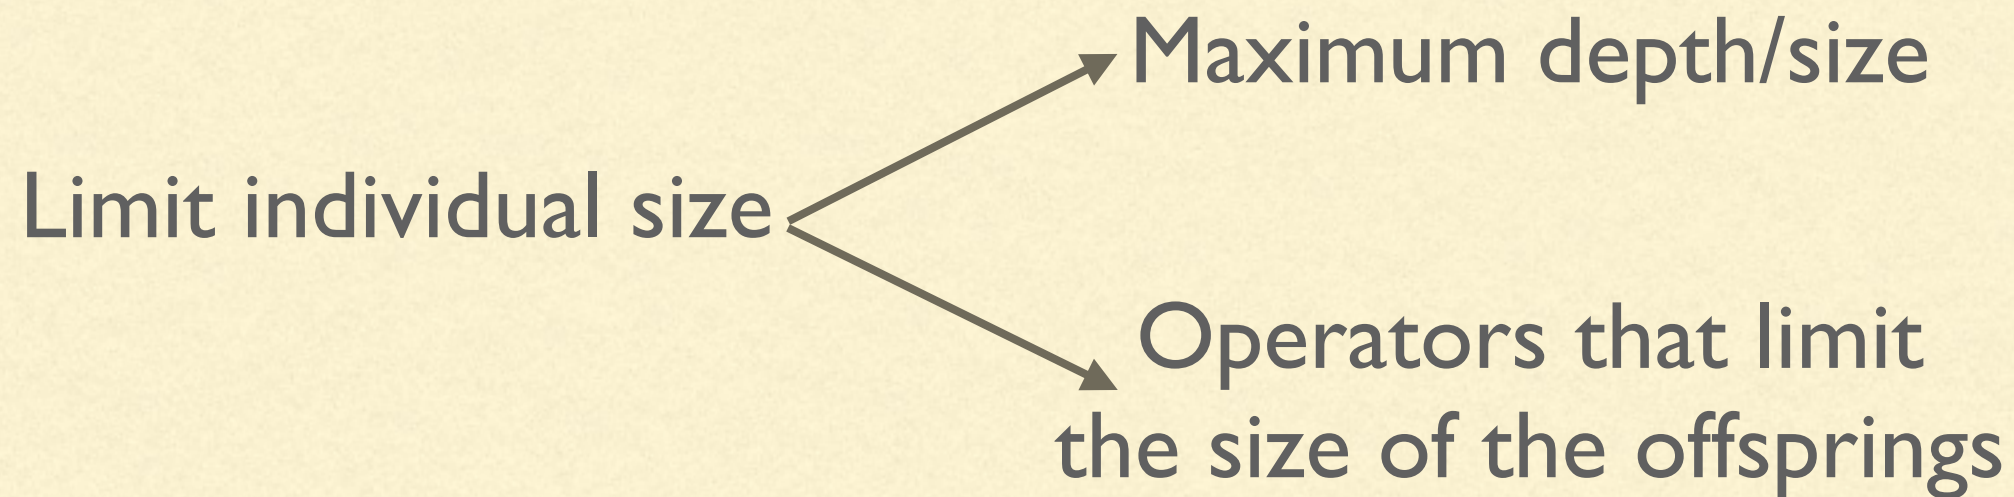 Maximum depth/size
Limit individual size
Operators that limit
the size of the offsprings